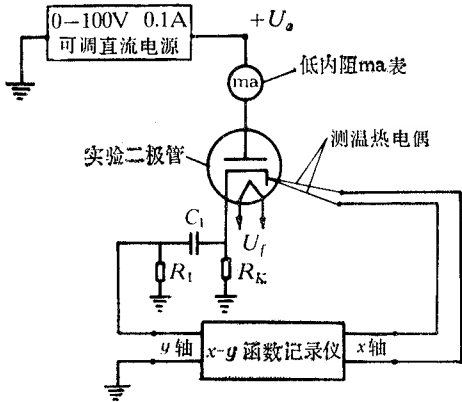 0—100V 0.1A
可调直流电源
+Ua
ma
低内阻ma表
实验二极管
测温热电偶
C1
Uf
R1
RK
y轴
x-y函数记录仪
x轴